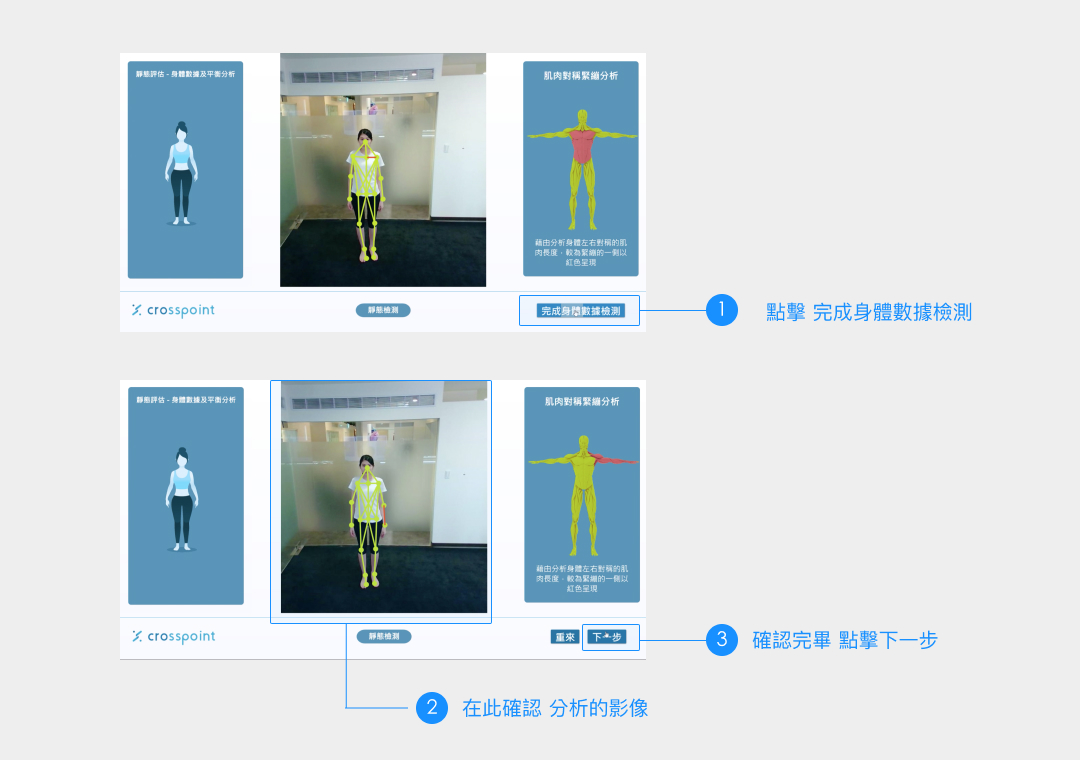 靜態評估 - 身體數據及平衡分析
肌肉對稱緊繃分析
藉由分析身體左右對稱的肌
肉長度，較為緊繃的一側以
紅色呈現
crosspoint
靜態檢測
完成身體數據檢測
1
點擊 完成身體數據檢測
靜態評估 - 身體數據及平衡分析
肌肉對稱緊繃分析
藉由分析身體左右對稱的肌
肉長度，較為緊繃的一側以
紅色呈現
crosspoint
靜態檢測
重來
下一步
3
確認完畢 點擊下一步
2
在此確認 分析的影像